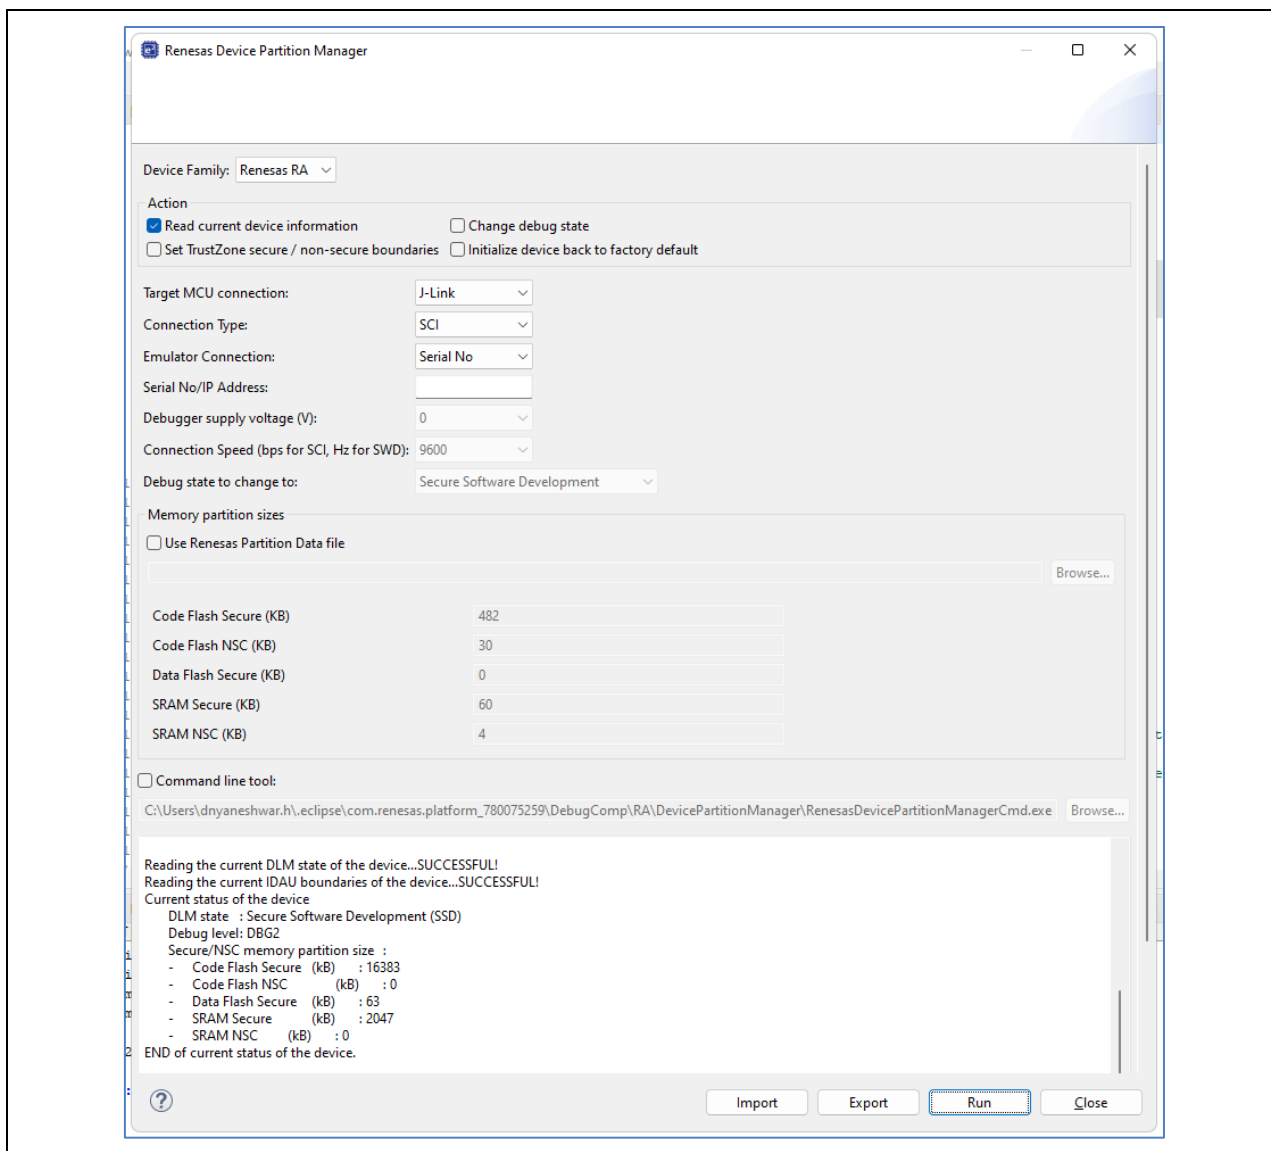 Renesas Device Partition Manager
Device Family: Renesas RA
Action
Read current device information Change debug state
Set TrustZone secure / non-secure boundaries Initialize device back to factory default
Target MCU connection: J-Link
Connection Type: SCI
Emulator Connection: Serial No
Serial No/IP Address:
Debugger supply voltage (V): 0
Connection Speed (bps for SCI, Hz for SWD): 9600
Debug state to change to: Secure Software Development
Memory partition sizes
Use Renesas Partition Data file
Browse...
Code Flash Secure (KB) 482
Code Flash NSC (KB) 30
Data Flash Secure (KB) 0
SRAM Secure (KB) 60
SRAM NSC (KB) 4
Command line tool:
C:\Users\dnyaneshwar.h\.eclipse\com.renesas.platform_780075259\DebugComp\RA\DevicePartitionManager\RenesasDevicePartitionManagerCmd.exe Browse...
Reading the current DLM state of the device...SUCCESSFUL!
Reading the current IDAU boundaries of the device...SUCCESSFUL!
Current status of the device
DLM state : Secure Software Development (SSD)
Debug level: DBG2
Secure/NSC memory partition size :
- Code Flash Secure (kB) : 16383
- Code Flash NSC (kB) : 0
- Data Flash Secure (kB) : 63
- SRAM Secure (kB) : 2047
- SRAM NSC (kB) : 0
END of current status of the device.
? Import Export Run Close